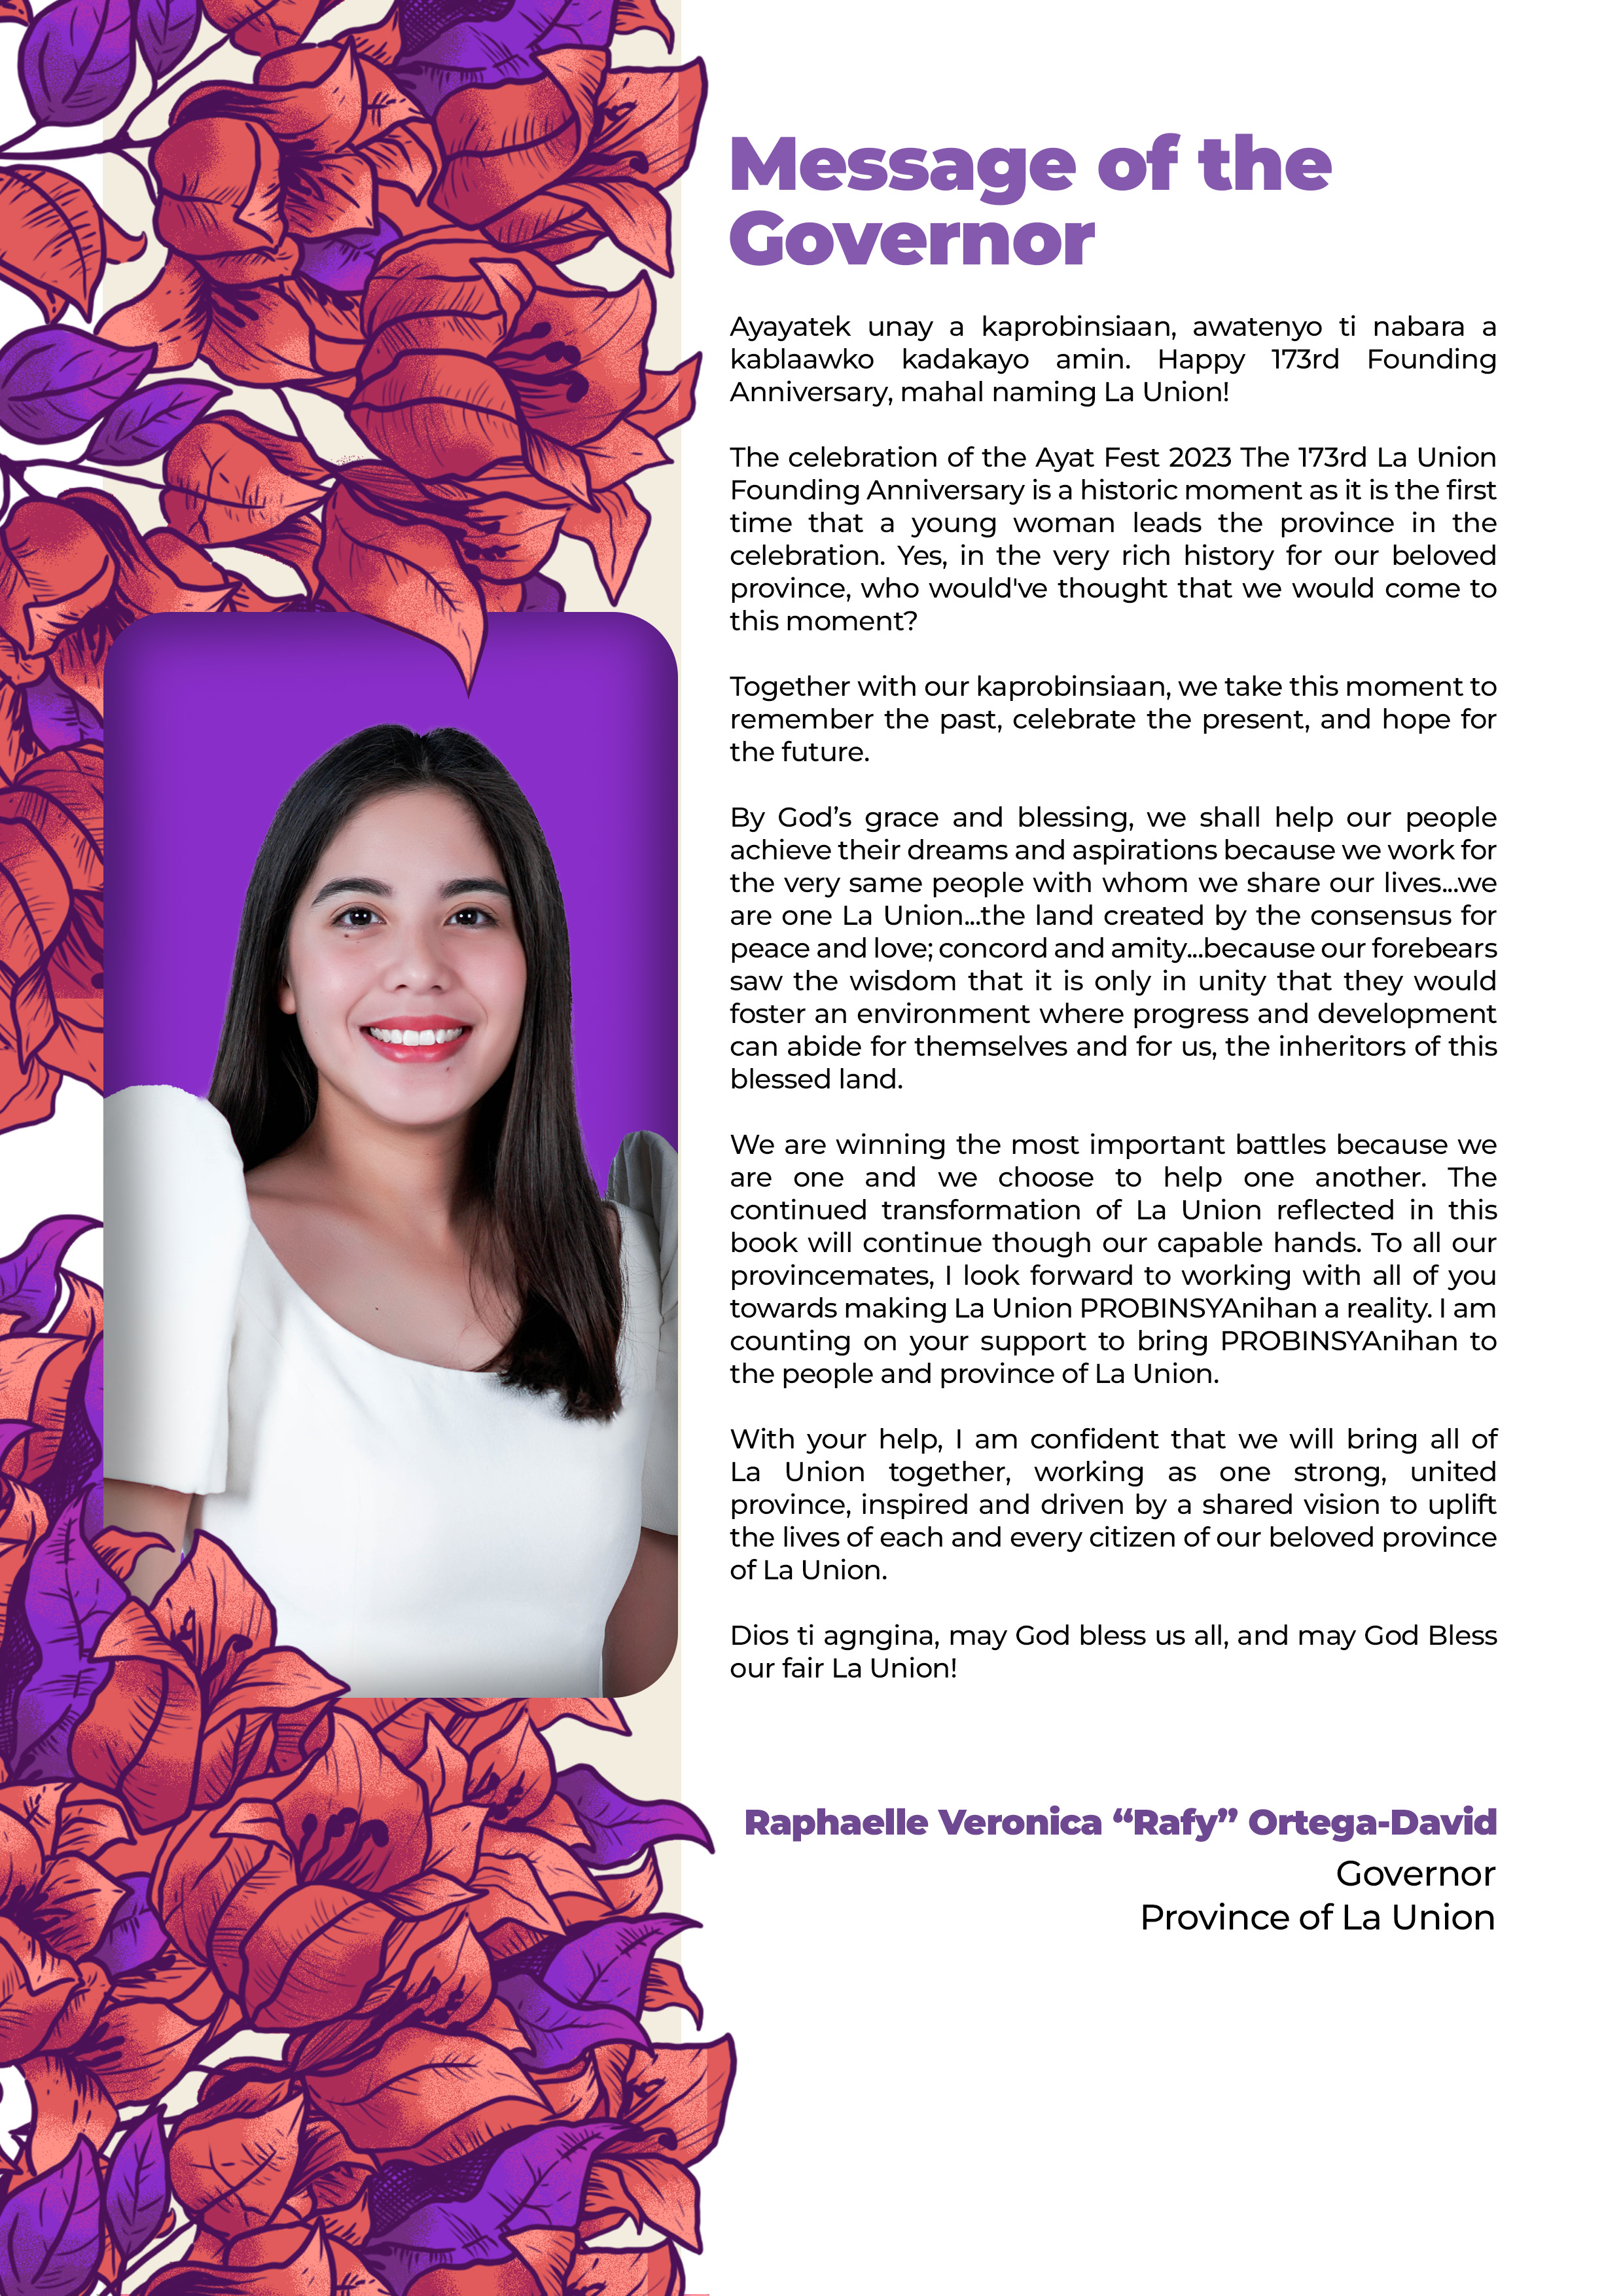 Message of the
Governor
Ayayatek unay a kaprobinsiaan, awatenyo ti nabara a
kablaawko kadakayo amin. Happy 173rd Founding
Anniversary, mahal naming La Union!
The celebration of the Ayat Fest 2023 The 173rd La Union
Founding Anniversary is a historic moment as it is the first
time that a young woman leads the province in the
celebration. Yes, in the very rich history for our beloved
province, who would've thought that we would come to
this moment?
Together with our kaprobinsiaan, we take this moment to
remember the past, celebrate the present, and hope for
the future.
By God’s grace and blessing, we shall help our people
achieve their dreams and aspirations because we work for
the very same people with whom we share our lives...we
are one La Union...the land created by the consensus for
peace and love; concord and amity...because our forebears
saw the wisdom that it is only in unity that they would
foster an environment where progress and development
can abide for themselves and for us, the inheritors of this
blessed land.
We are winning the most important battles because we
are one and we choose to help one another. The
continued transformation of La Union reflected in this
book will continue though our capable hands. To all our
provincemates, I look forward to working with all of you
towards making La Union PROBINSYAnihan a reality. I am
counting on your support to bring PROBINSYAnihan to
the people and province of La Union.
With your help, I am confident that we will bring all of
La Union together, working as one strong, united
province, inspired and driven by a shared vision to uplift
the lives of each and every citizen of our beloved province
of La Union.
Dios ti agngina, may God bless us all, and may God Bless
our fair La Union!
Raphaelle Veronica “Rafy” Ortega-David
Governor
Province of La Union